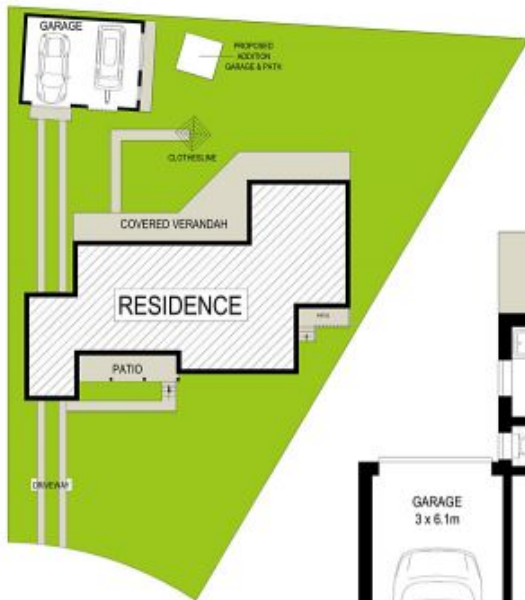 GARAGE
PROPOSED
ADDITION
GARAGE & PATH
CLOTHESLINE
COVERED VERANDAH
RESIDENCE
PATIO
DRIVEWAY
GARAGE
3 x 6.1m